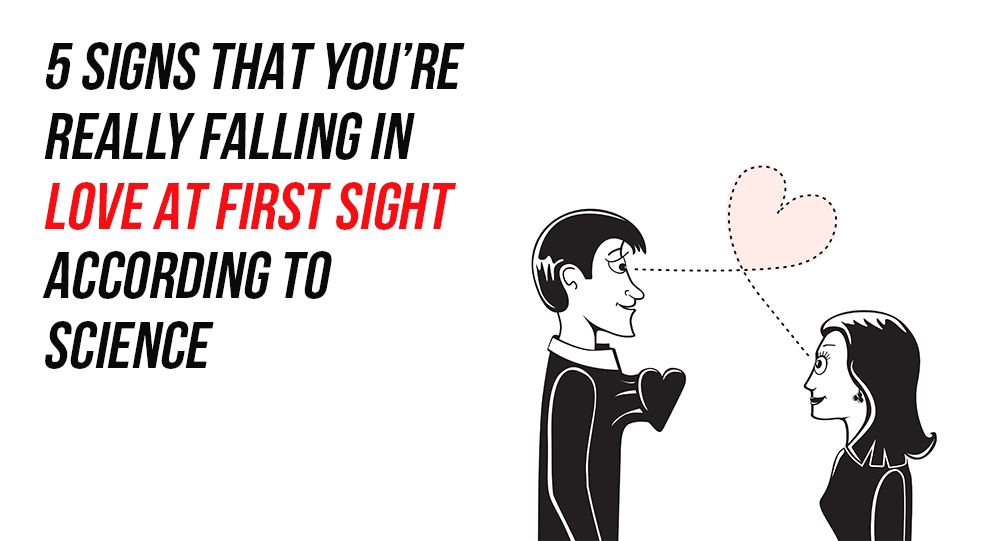 5 SIGNS THAT YOU’RE
REALLY FALLING IN
LOVE AT FIRST SIGHT
ACCORDING TO
SCIENCE